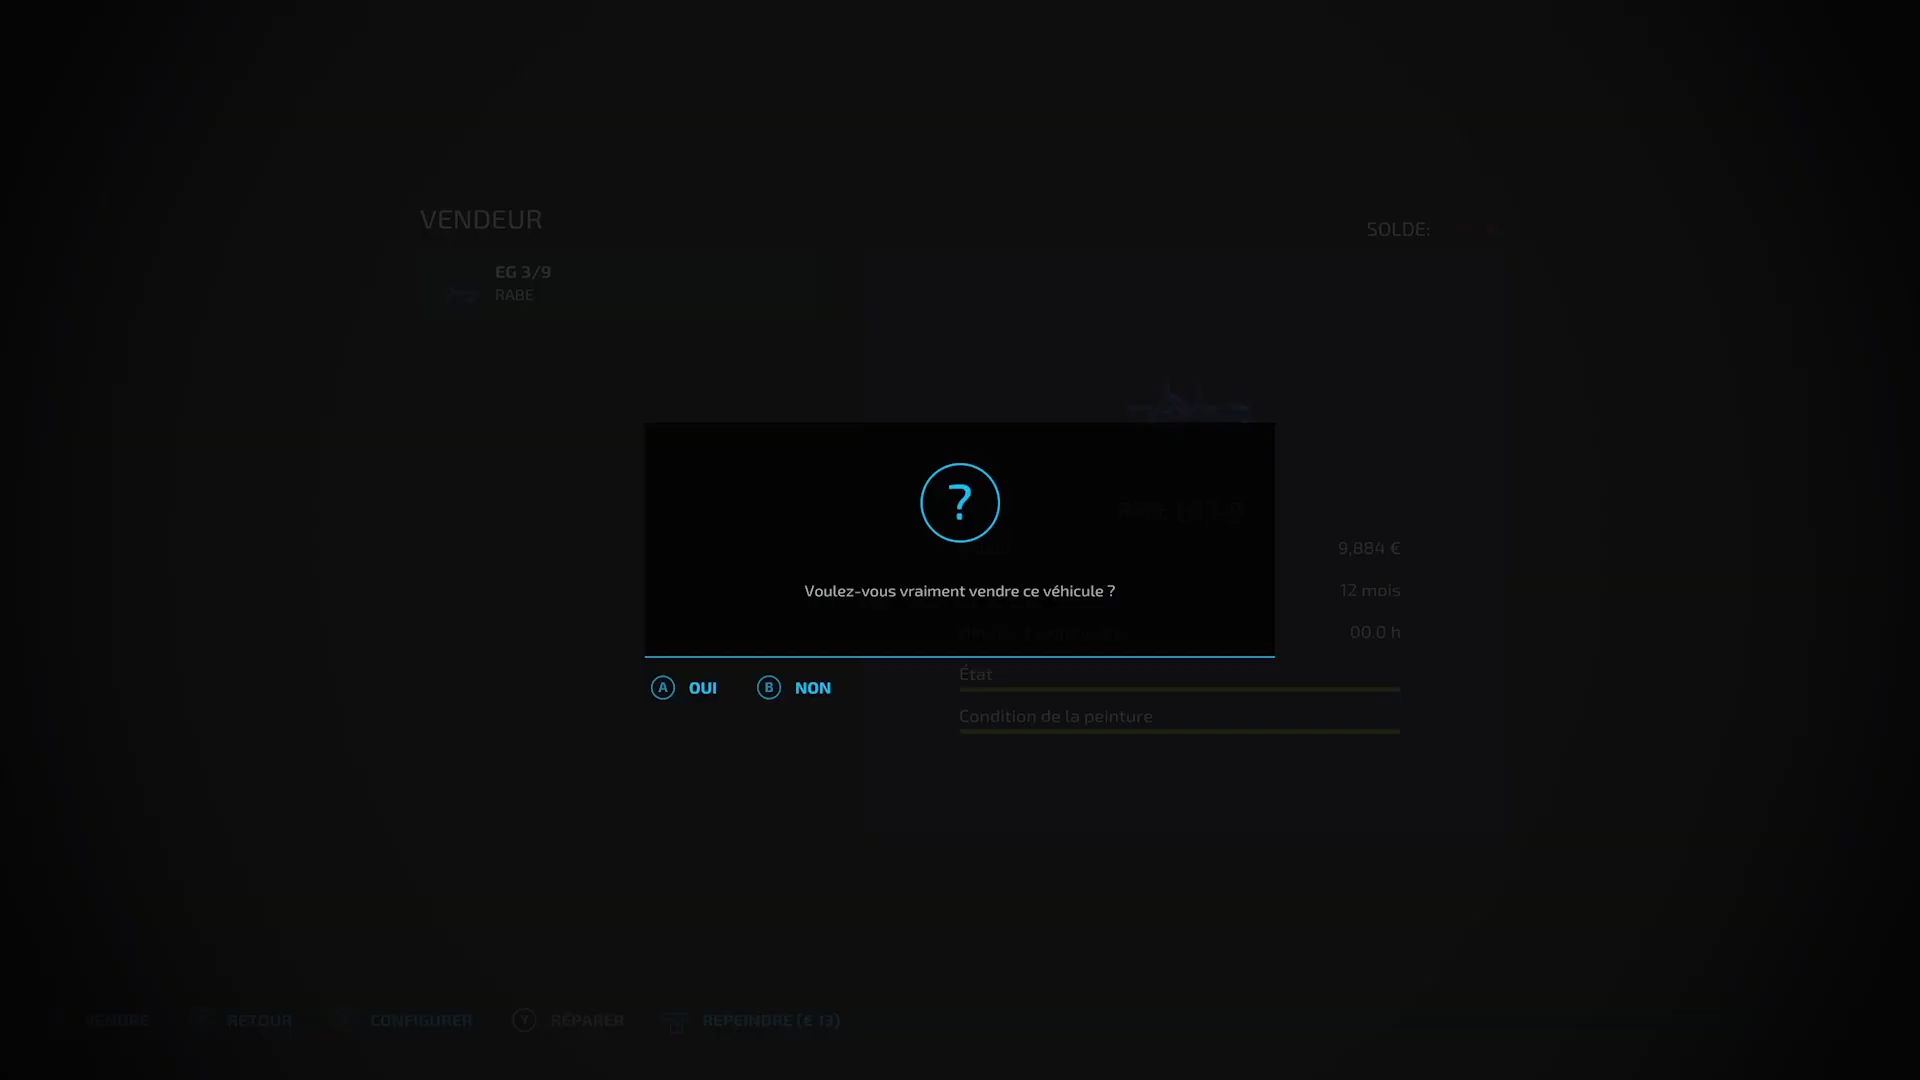 VENDEUR
SOLDE:
EG 3/9
RABE
?
9,884 €
Voulez-vous vraiment vendre ce véhicule ?
12 mois
00.0 h
État
A OUI B NON
Condition de la peinture
VENDRE RETOUR CONFIGURER Y RÉPARER REPEINDRE (€ 13)